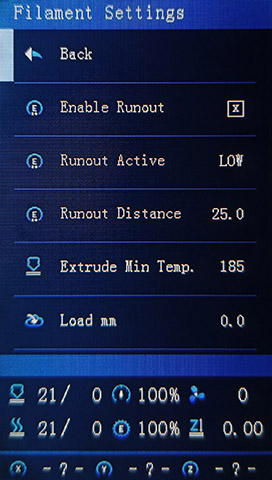 Filament Settings
Back
Enable Runout X
Runout Active LOW
Runout Distance 25.0
Extrude Min Temp. 185
Load mm 0.0
21/ 0 100% 0
21/ 0 E 100% Z 0.00
X - ? - Y - ? - Z - ? -